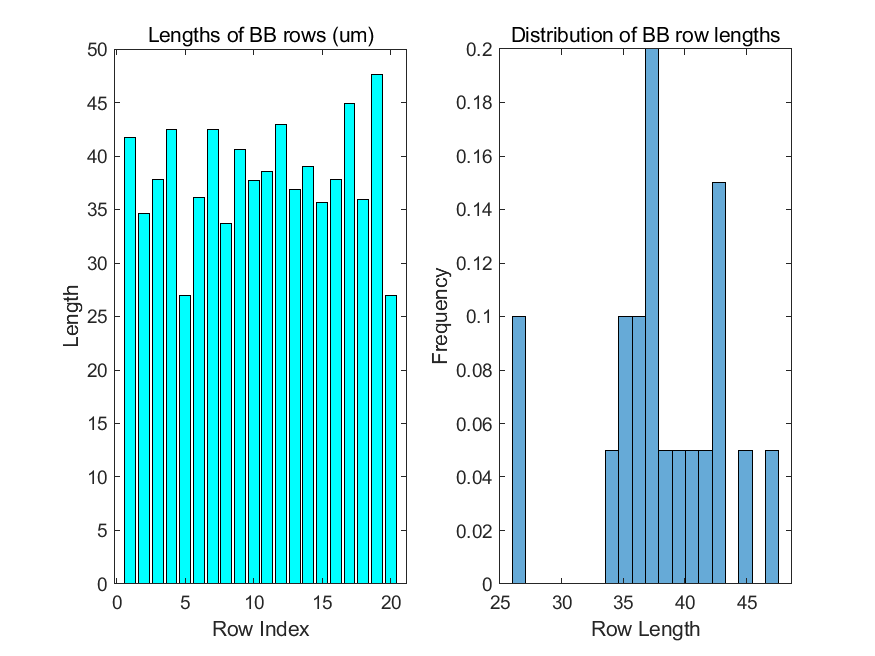 Lengths of BB rows (um)
50
45
40
35
30
25
20
15
10
5
0
0 5 10 15 20
Length
Row Index
Distribution of BB row lengths
0.2
0.18
0.16
0.14
0.12
0.1
0.08
0.06
0.04
0.02
0
25 30 35 40 45
Frequency
Row Length